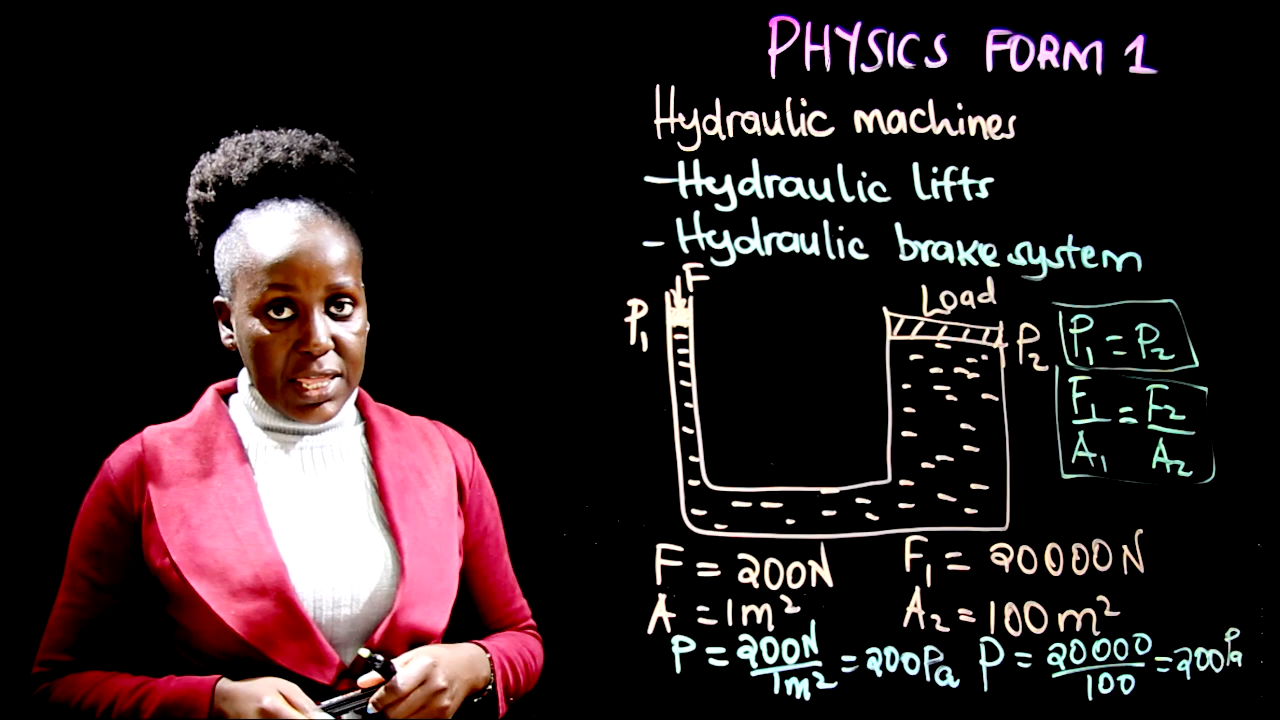 PHYSICS FORM 1
Hydraulic machines
- Hydraulic lifts
- Hydraulic brake system
F
Load
P₁
P₂
P₁ = P₂
F₁/A₁ = F₂/A₂
F = 200N
F₁ = 20000N
A = 1m²
A₂ = 100m²
P = 200N/1m² = 200Pa
P = 20000/100 = 200Pa